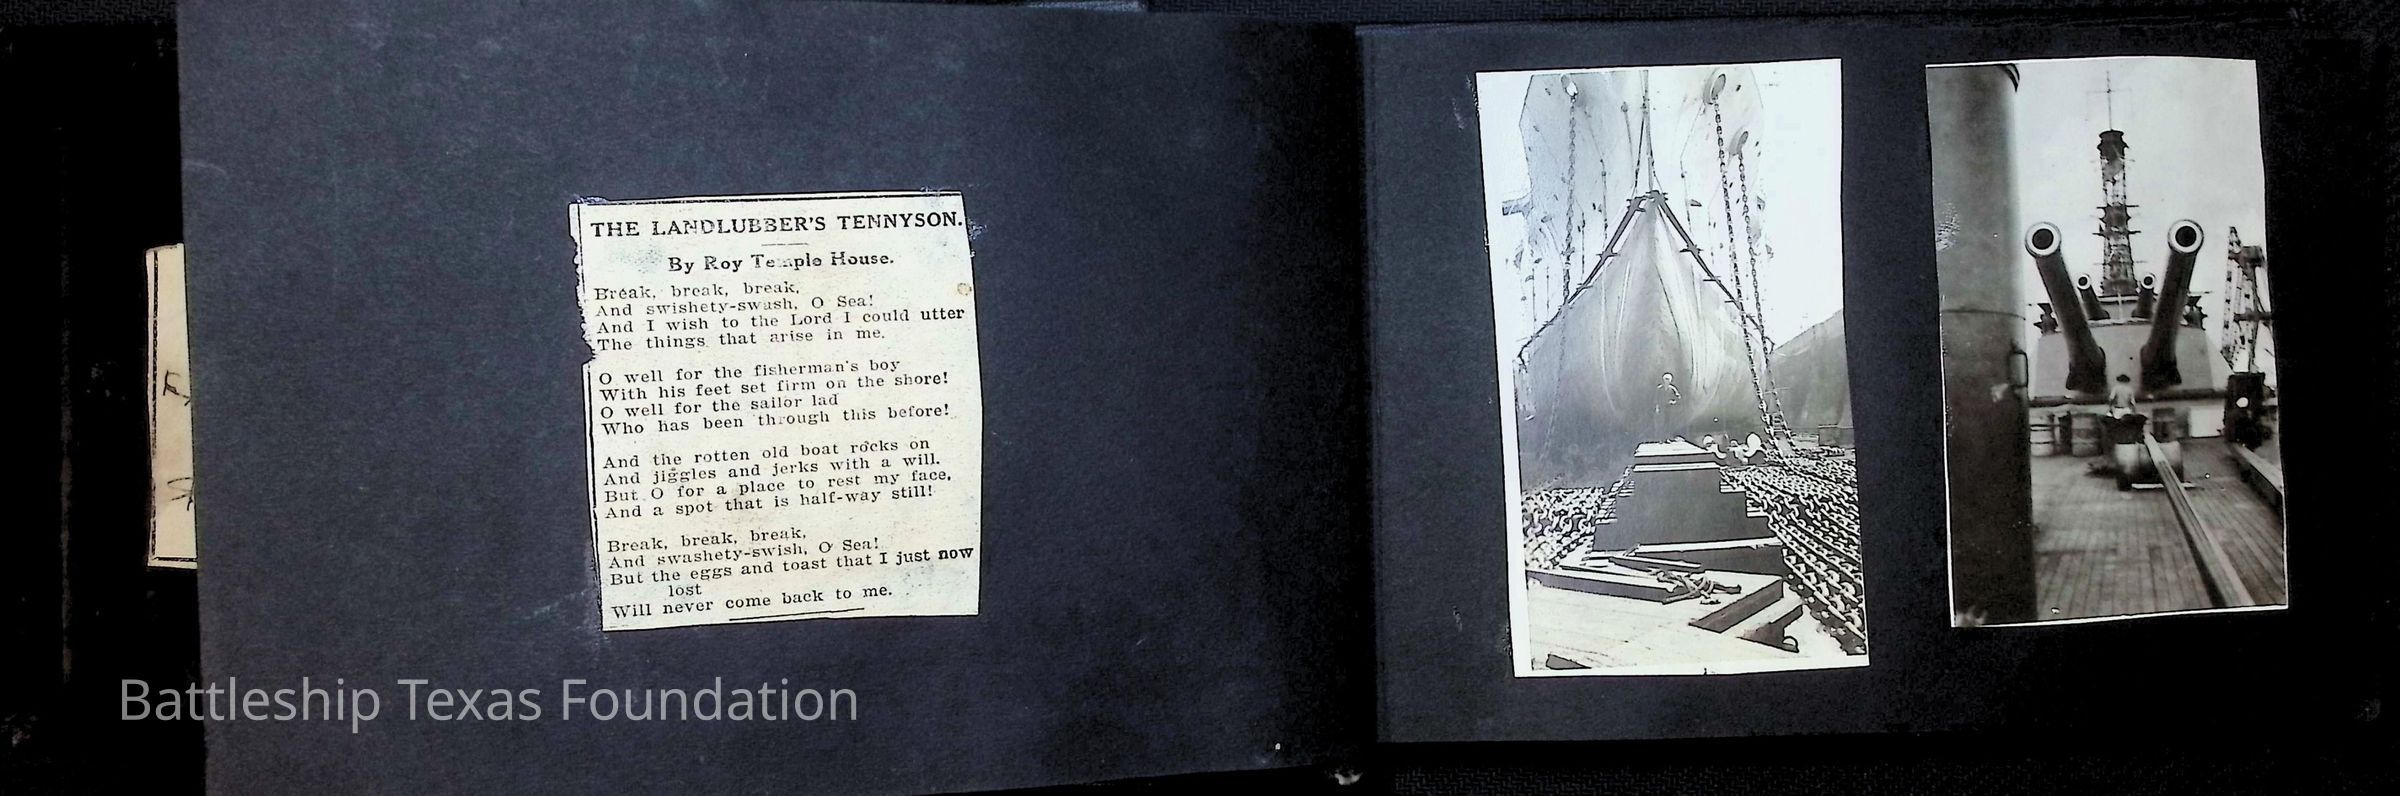 THE LANDLUBBER'S TENNYSON.
By Roy Temple House.
Break, break, break,
And swishety-swash, O Sea!
And I wish to the Lord I could utter
The things that arise in me.
O well for the fisherman's boy
With his feet set firm on the shore!
O well for the sailor lad
Who has been through this before!
And the rotten old boat rocks on
And jiggles and jerks with a will.
But O for a place to rest my face,
And a spot that is half-way still!
Break, break, break,
And swashety-swish, O Sea!
But the eggs and toast that I just now
lost
Will never come back to me.
Battleship Texas Foundation